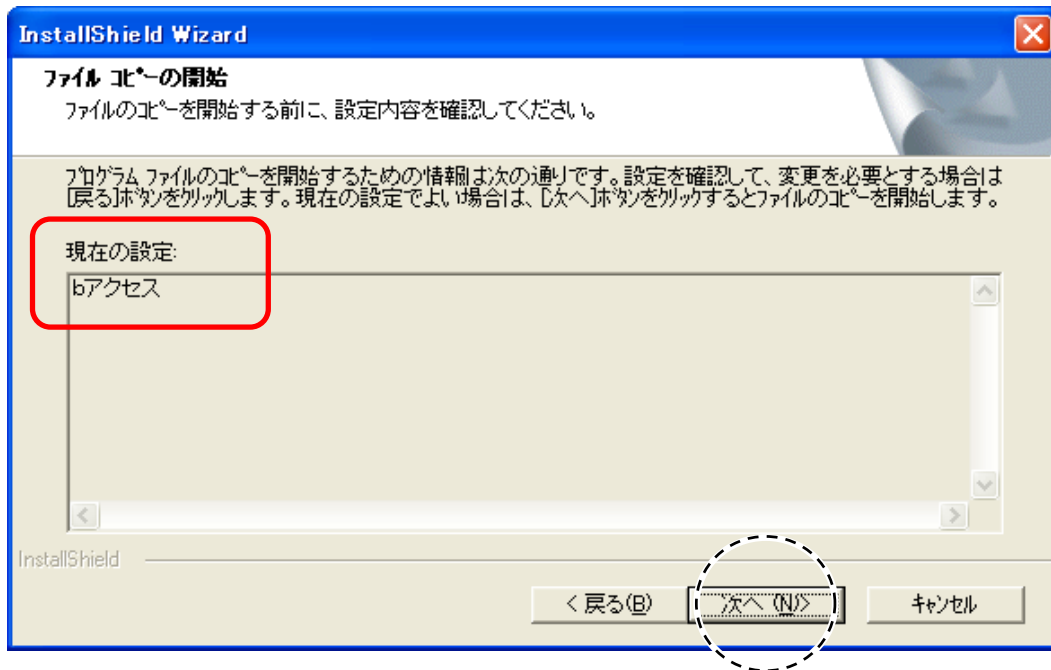 InstallShield Wizard
ファイル コピーの開始
ファイルのコピーを開始する前に、設定内容を確認してください。
プログラム ファイルのコピーを開始するための情報は次の通りです。設定を確認して、変更を必要とする場合は
[戻る]ボタンをクリックします。現在の設定でよい場合は、[次へ]ボタンをクリックするとファイルのコピーを開始します。
現在の設定:
bアクセス
InstallShield
< 戻る(B)
次へ (N)>
キャンセル